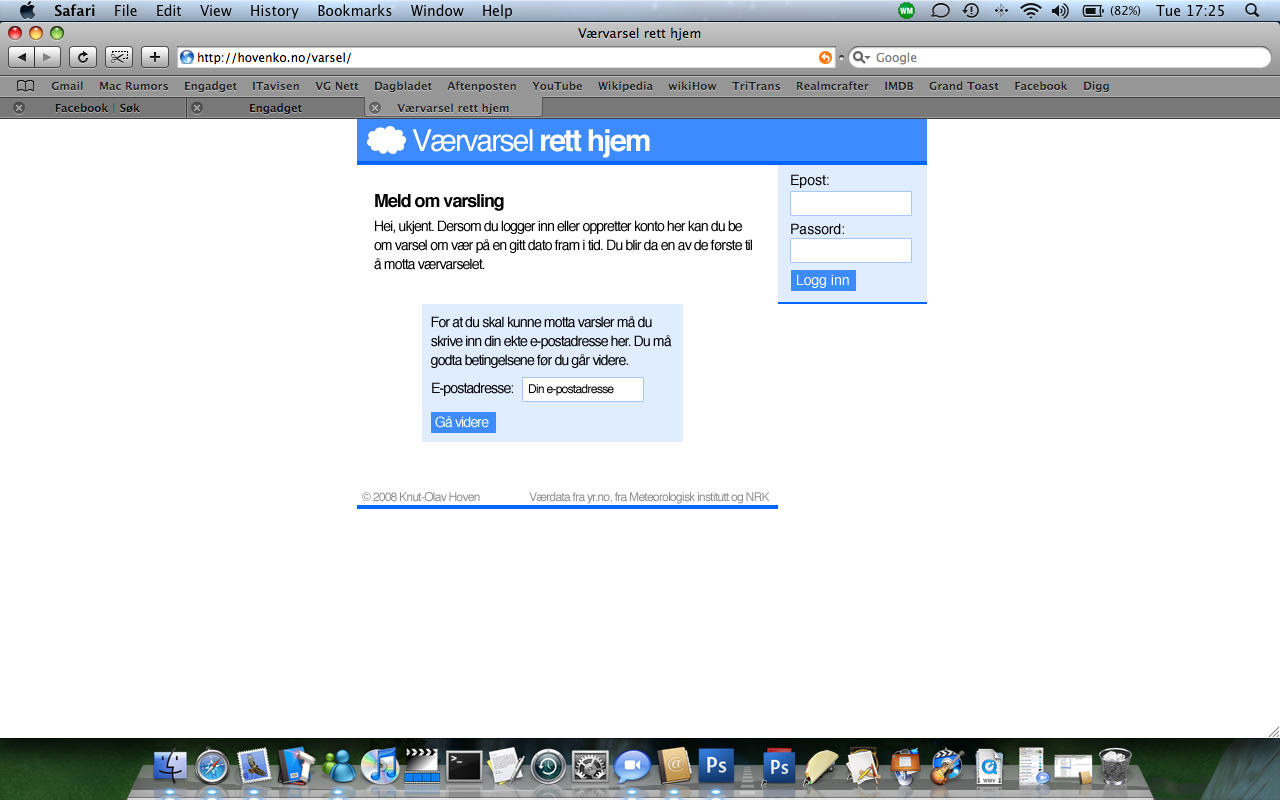 Safari File Edit View History Bookmarks Window Help WM (82%) Tue 17:25
Værvarsel rett hjem
http://hovenko.no/varsel/ Google
Gmail Mac Rumors Engadget ITavisen VG Nett Dagbladet Aftenposten YouTube Wikipedia wikiHow TriTrans Realmcrafter IMDB Grand Toast Facebook Digg
Facebook | Søk Engadget Værvarsel rett hjem
Værvarsel rett hjem
Meld om varsling
Hei, ukjent. Dersom du logger inn eller oppretter konto her kan du be
om varsel om vær på en gitt dato fram i tid. Du blir da en av de første til
å motta værvarselet.
For at du skal kunne motta varsler må du
skrive inn din ekte e-postadresse her. Du må
godta betingelsene før du går videre.
E-postadresse: Din e-postadresse
Gå videre
Epost:
Passord:
Logg inn
© 2008 Knut-Olav Hoven Værdata fra yr.no, fra Meteorologisk institutt og NRK
>_ @ Ps Ps WMV